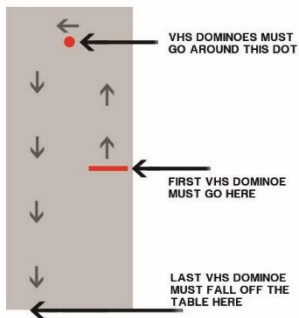 VHS DOMINOES MUST
GO AROUND THIS DOT
FIRST VHS DOMINOE
MUST GO HERE
LAST VHS DOMINOE
MUST FALL OFF THE
TABLE HERE